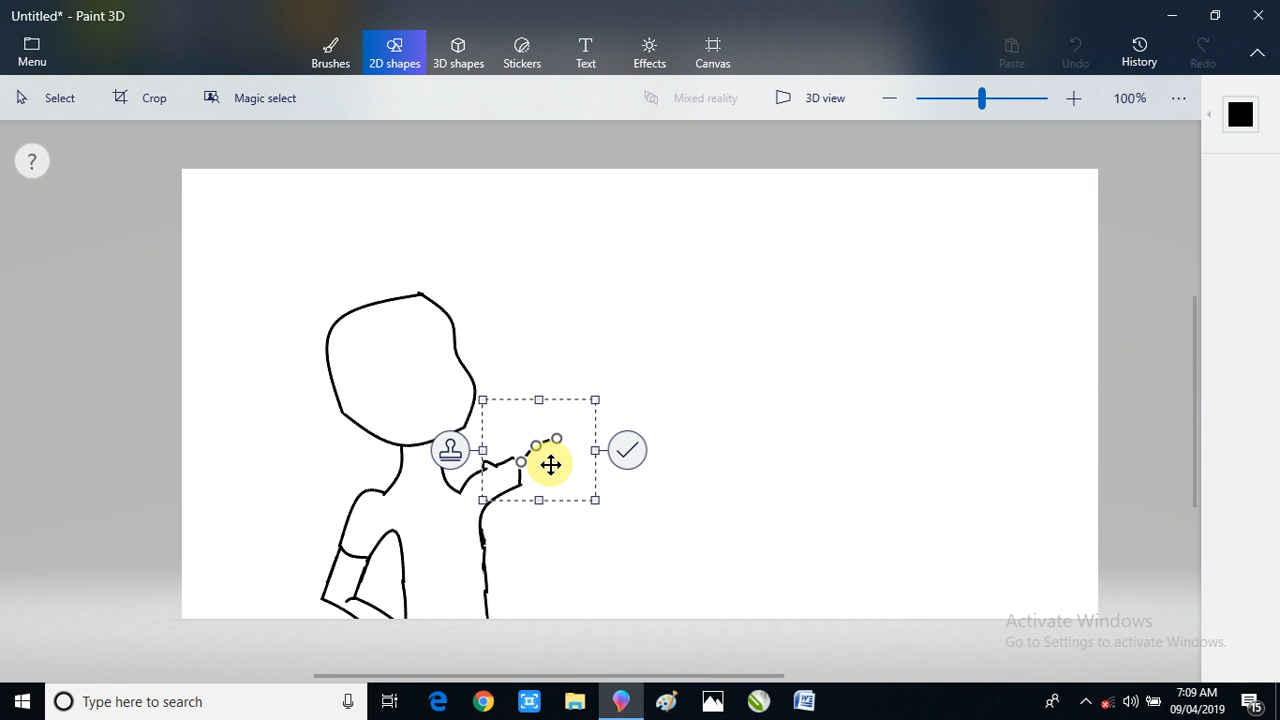 Untitled* - Paint 3D
Menu
Brushes
2D shapes
3D shapes
Stickers
Text
Effects
Canvas
Paste
Undo
History
Redo
Select
Crop
Magic select
Mixed reality
3D view
100%
?
Activate Windows
Go to Settings to activate Windows.
Type here to search
7:09 AM
09/04/2019
15